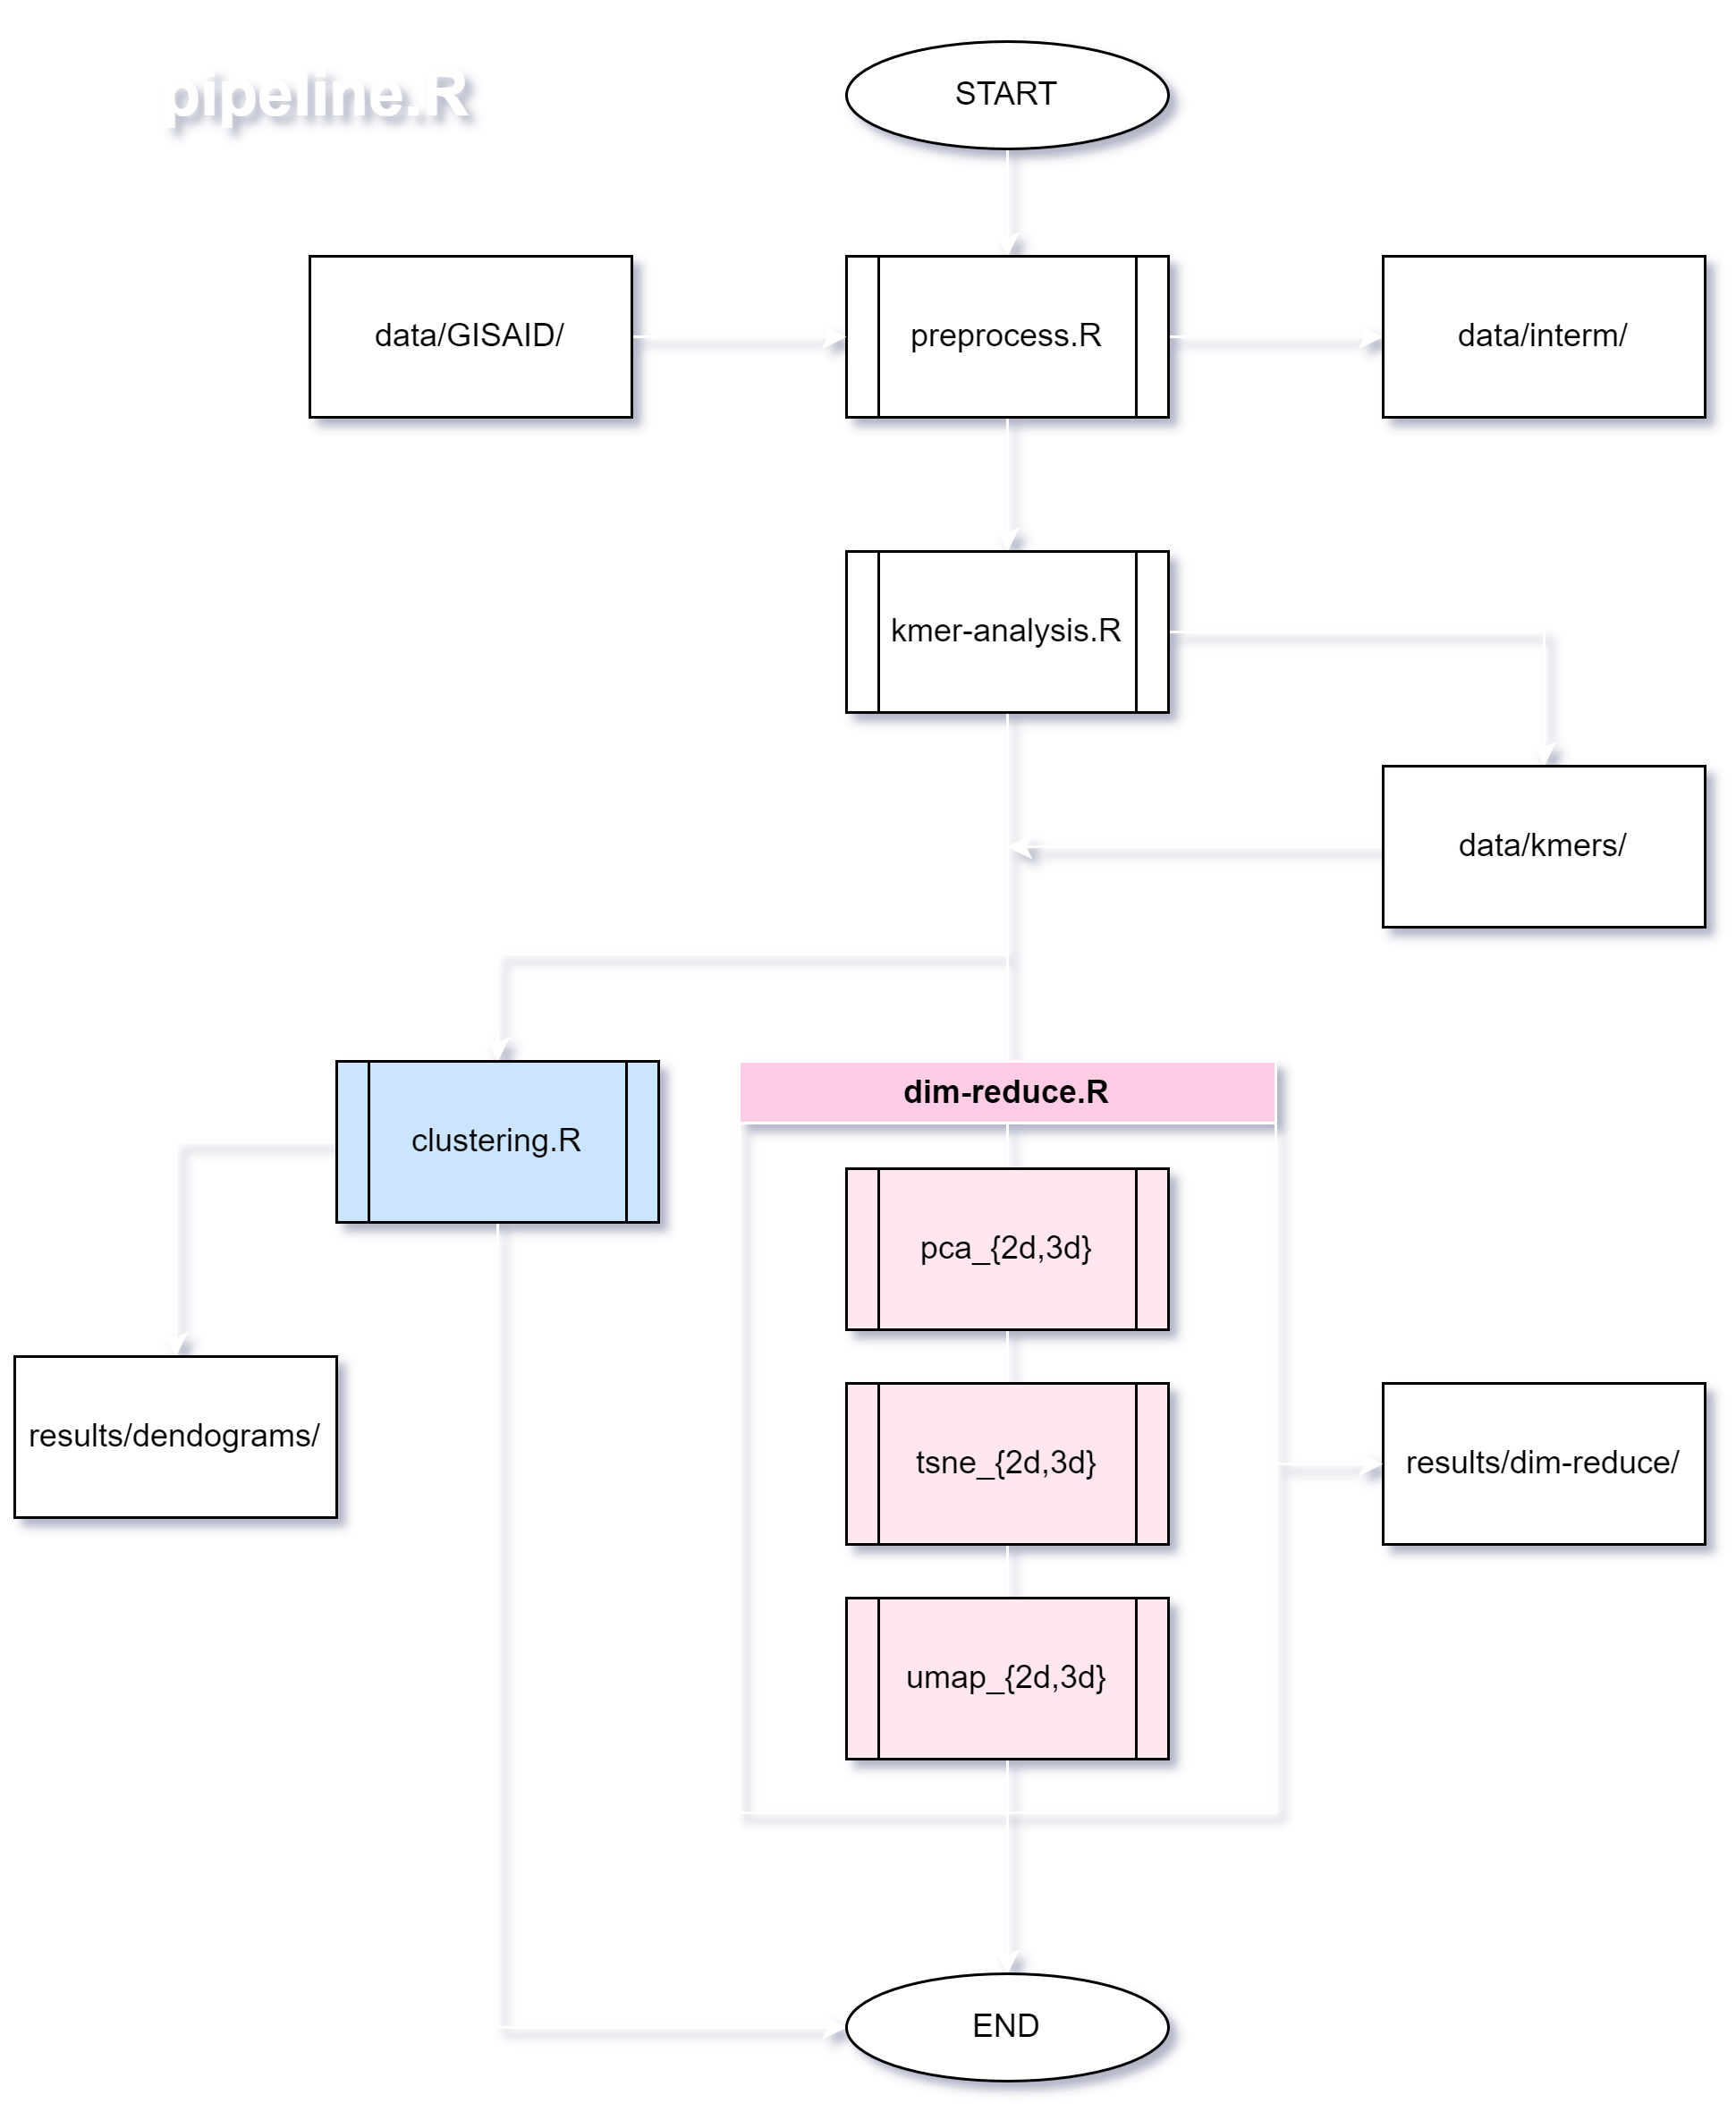 pipeline.R
START
data/GISAID/
preprocess.R
data/interm/
kmer-analysis.R
data/kmers/
clustering.R
dim-reduce.R
pca_{2d,3d}
results/dendograms/
tsne_{2d,3d}
results/dim-reduce/
umap_{2d,3d}
END